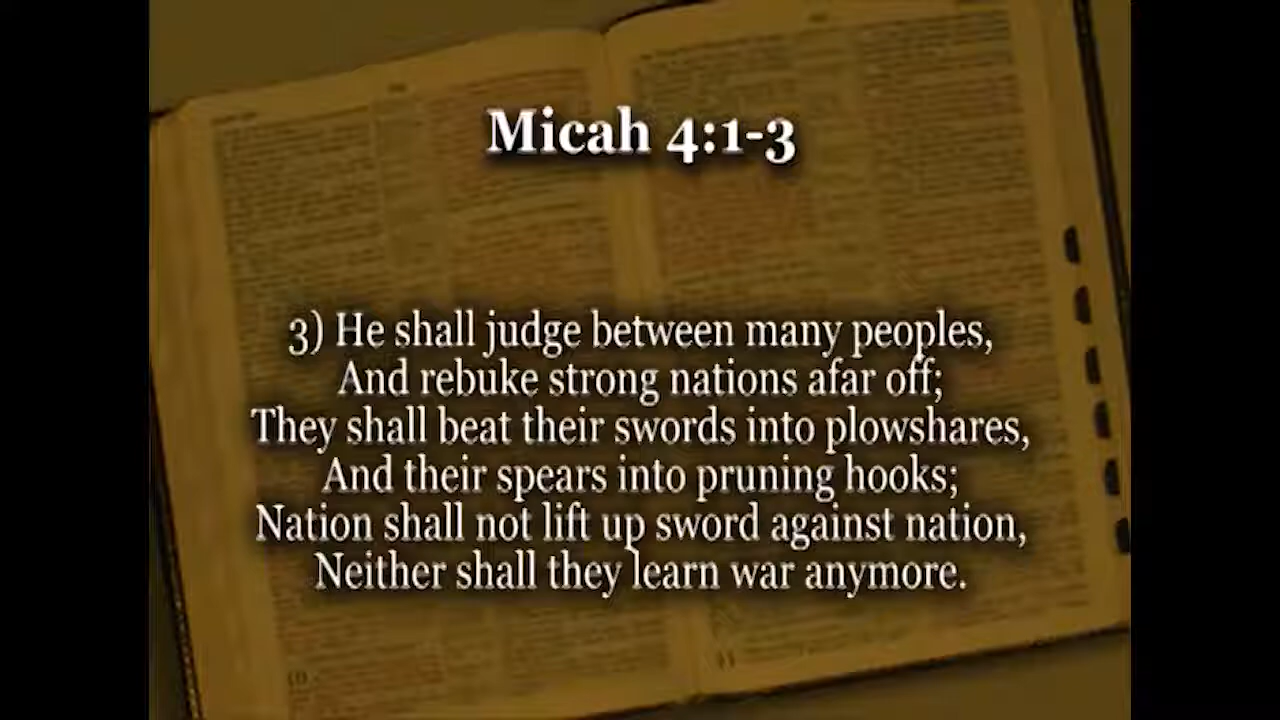 Micah 4:1-3
3) He shall judge between many peoples,
And rebuke strong nations afar off;
They shall beat their swords into plowshares,
And their spears into pruning hooks;
Nation shall not lift up sword against nation,
Neither shall they learn war anymore.